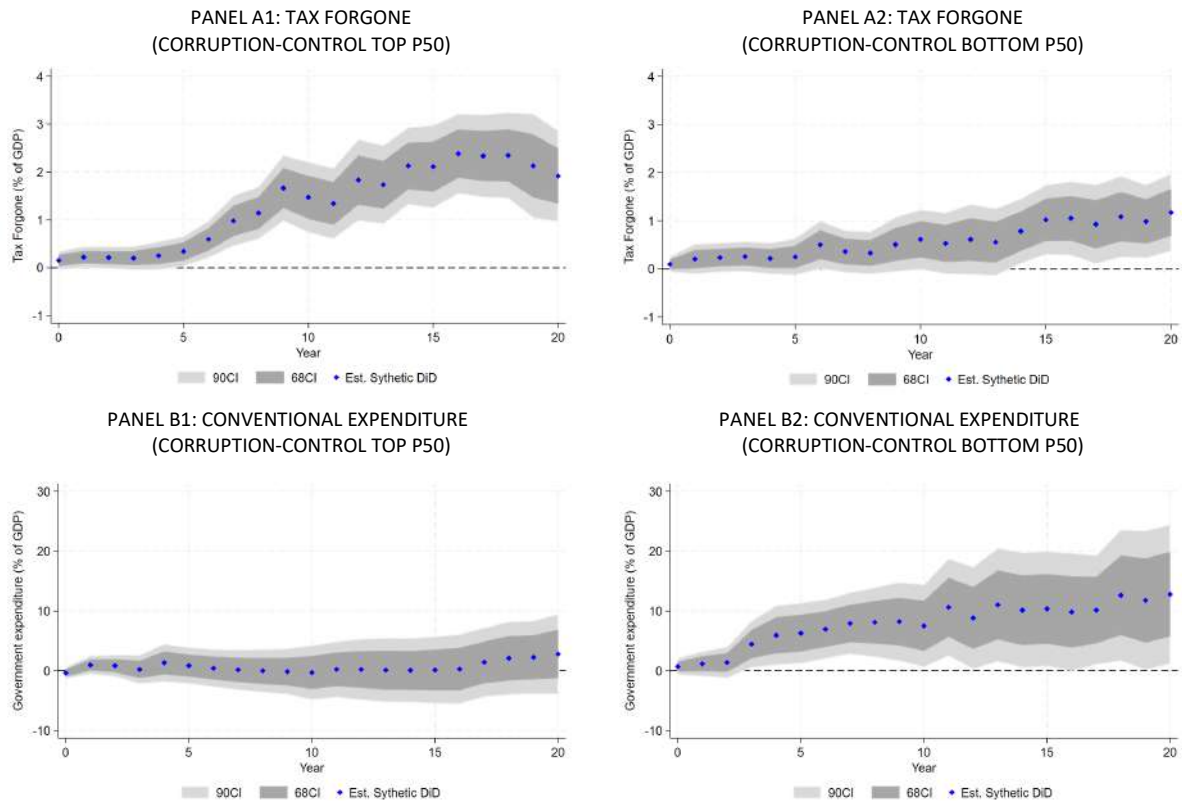 PANEL A1: TAX FORGONE
(CORRUPTION-CONTROL TOP P50)
Tax Forgone (% of GDP)
4
3
2
1
0
-1
0 5 10 15 20
Year
90CI 68CI Est. Sythetic DiD
PANEL A2: TAX FORGONE
(CORRUPTION-CONTROL BOTTOM P50)
Tax Forgone (% of GDP)
4
3
2
1
0
-1
0 5 10 15 20
Year
90CI 68CI Est. Sythetic DiD
PANEL B1: CONVENTIONAL EXPENDITURE
(CORRUPTION-CONTROL TOP P50)
Government expenditure (% of GDP)
30
20
10
0
-10
0 5 10 15 20
Year
90CI 68CI Est. Sythetic DiD
PANEL B2: CONVENTIONAL EXPENDITURE
(CORRUPTION-CONTROL BOTTOM P50)
Government expenditure (% of GDP)
30
20
10
0
-10
0 5 10 15 20
Year
90CI 68CI Est. Sythetic DiD